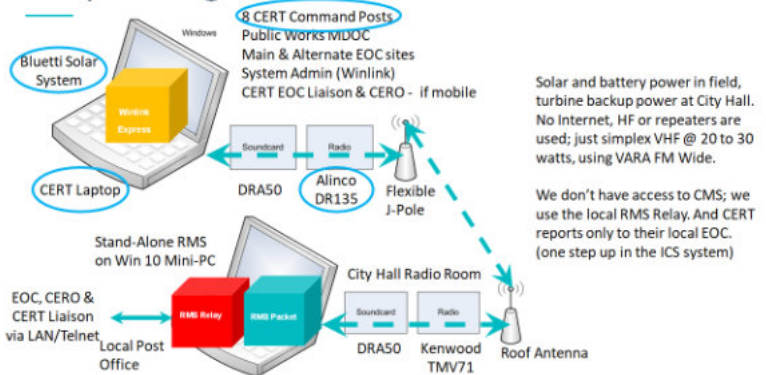 8 CERT Command Posts
Windows
Public Works MDOC
Main & Alternate EOC sites
System Admin (Winlink)
CERT EOC Liaison & CERO - if mobile
Bluetti Solar
System
Winlink
Express
CERT Laptop
Soundcard
Radio
DRA50
Alinco
DR135
Flexible
J-Pole
Solar and battery power in field,
turbine backup power at City Hall.
No Internet, HF or repeaters are
used; just simplex VHF @ 20 to 30
watts, using VARA FM Wide.
We don't have access to CMS; we
use the local RMS Relay. And CERT
reports only to their local EOC.
(one step up in the ICS system)
Stand-Alone RMS
on Win 10 Mini-PC
City Hall Radio Room
EOC, CERO &
CERT Liaison
via LAN/Telnet
RMS Relay
RMS Packet
Local Post
Office
Soundcard
Radio
DRA50
Kenwood
TMV71
Roof Antenna